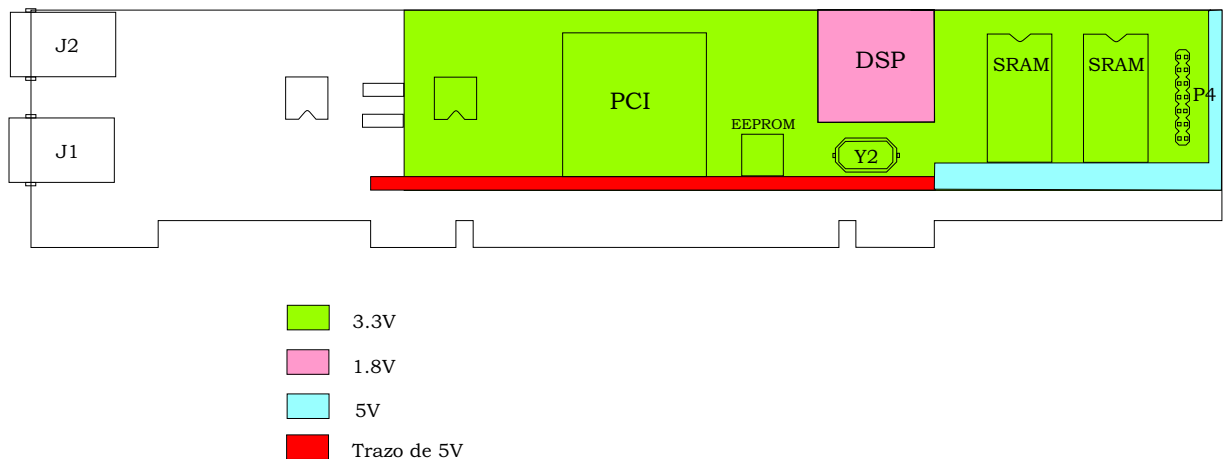 J2
DSP
SRAM
SRAM
PCI
P4
EEPROM
J1
Y2
3.3V
1.8V
5V
Trazo de 5V